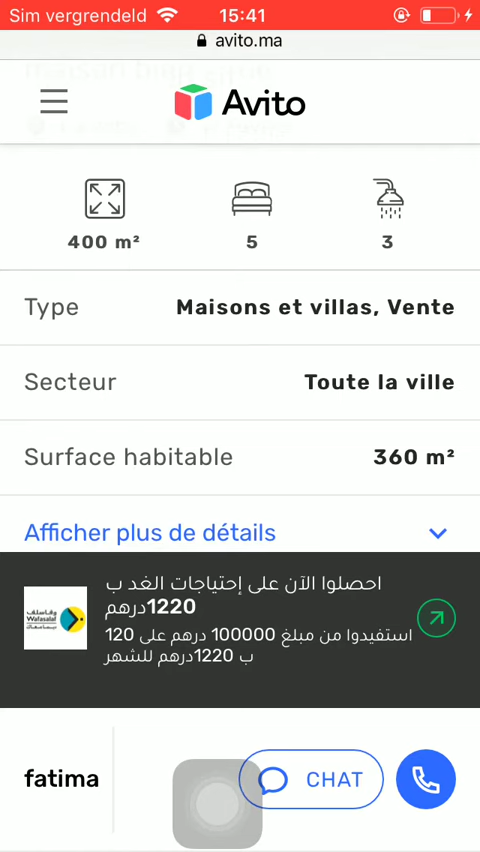 Sim vergrendeld 15:41
avito.ma
Avito
400 m² 5 3
Type Maisons et villas, Vente
Secteur Toute la ville
Surface habitable 360 m²
Afficher plus de détails
احصلوا الآن على إحتياجات الغد ب
1220درهم
استفيدوا من مبلغ 100000 درهم على 120
ب 1220درهم للشهر
وفاسلف
Wafasalaf
fatima CHAT